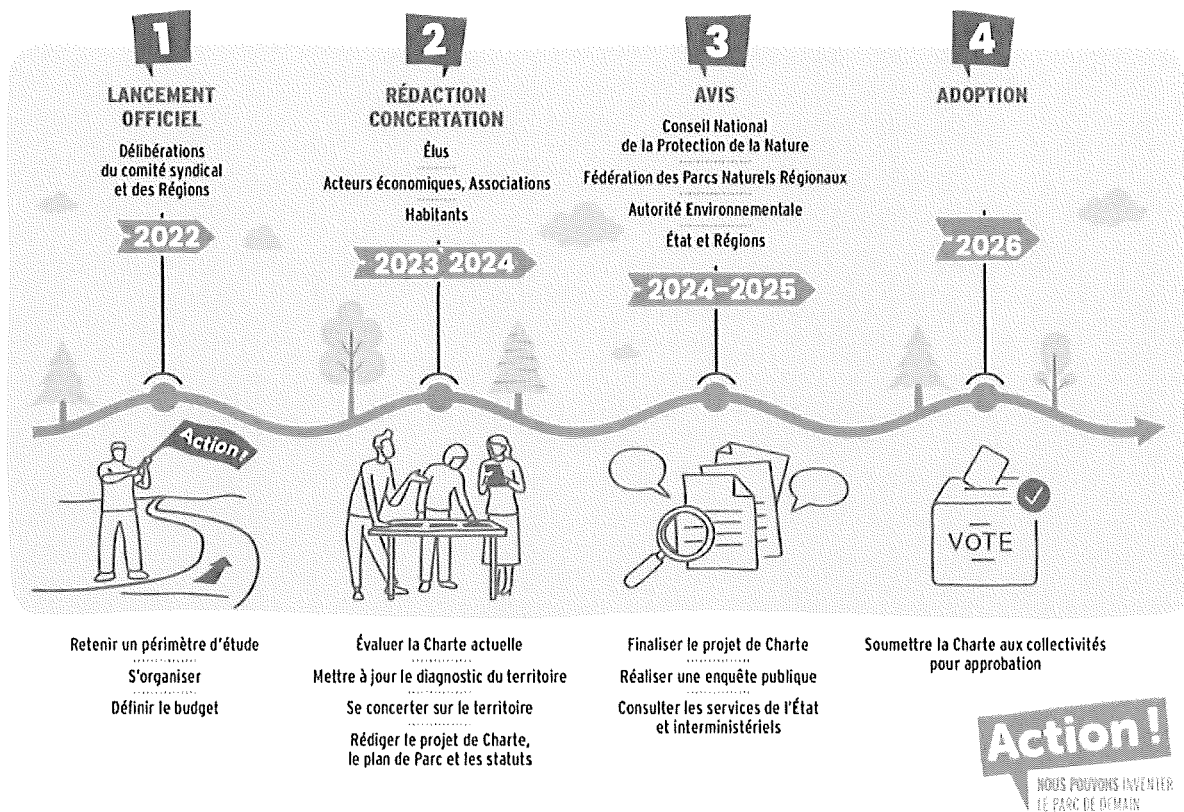 1
LANCEMENT
OFFICIEL
Délibérations
du comité syndical
et des Régions
2022
2
RÉDACTION
CONCERTATION
Élus
Acteurs économiques, Associations
Habitants
2023 2024
3
AVIS
Conseil National
de la Protection de la Nature
Fédération des Parcs Naturels Régionaux
Autorité Environnementale
État et Régions
2024-2025
4
ADOPTION
2026
Action !
VOTE
Retenir un périmètre d'étude
S'organiser
Définir le budget
Évaluer la Charte actuelle
Mettre à jour le diagnostic du territoire
Se concerter sur le territoire
Rédiger le projet de Charte,
le plan de Parc et les statuts
Finaliser le projet de Charte
Réaliser une enquête publique
Consulter les services de l'État
et interministériels
Soumettre la Charte aux collectivités
pour approbation
Action !
NOUS POUVONS INVENTER
LE PARC DE DEMAIN